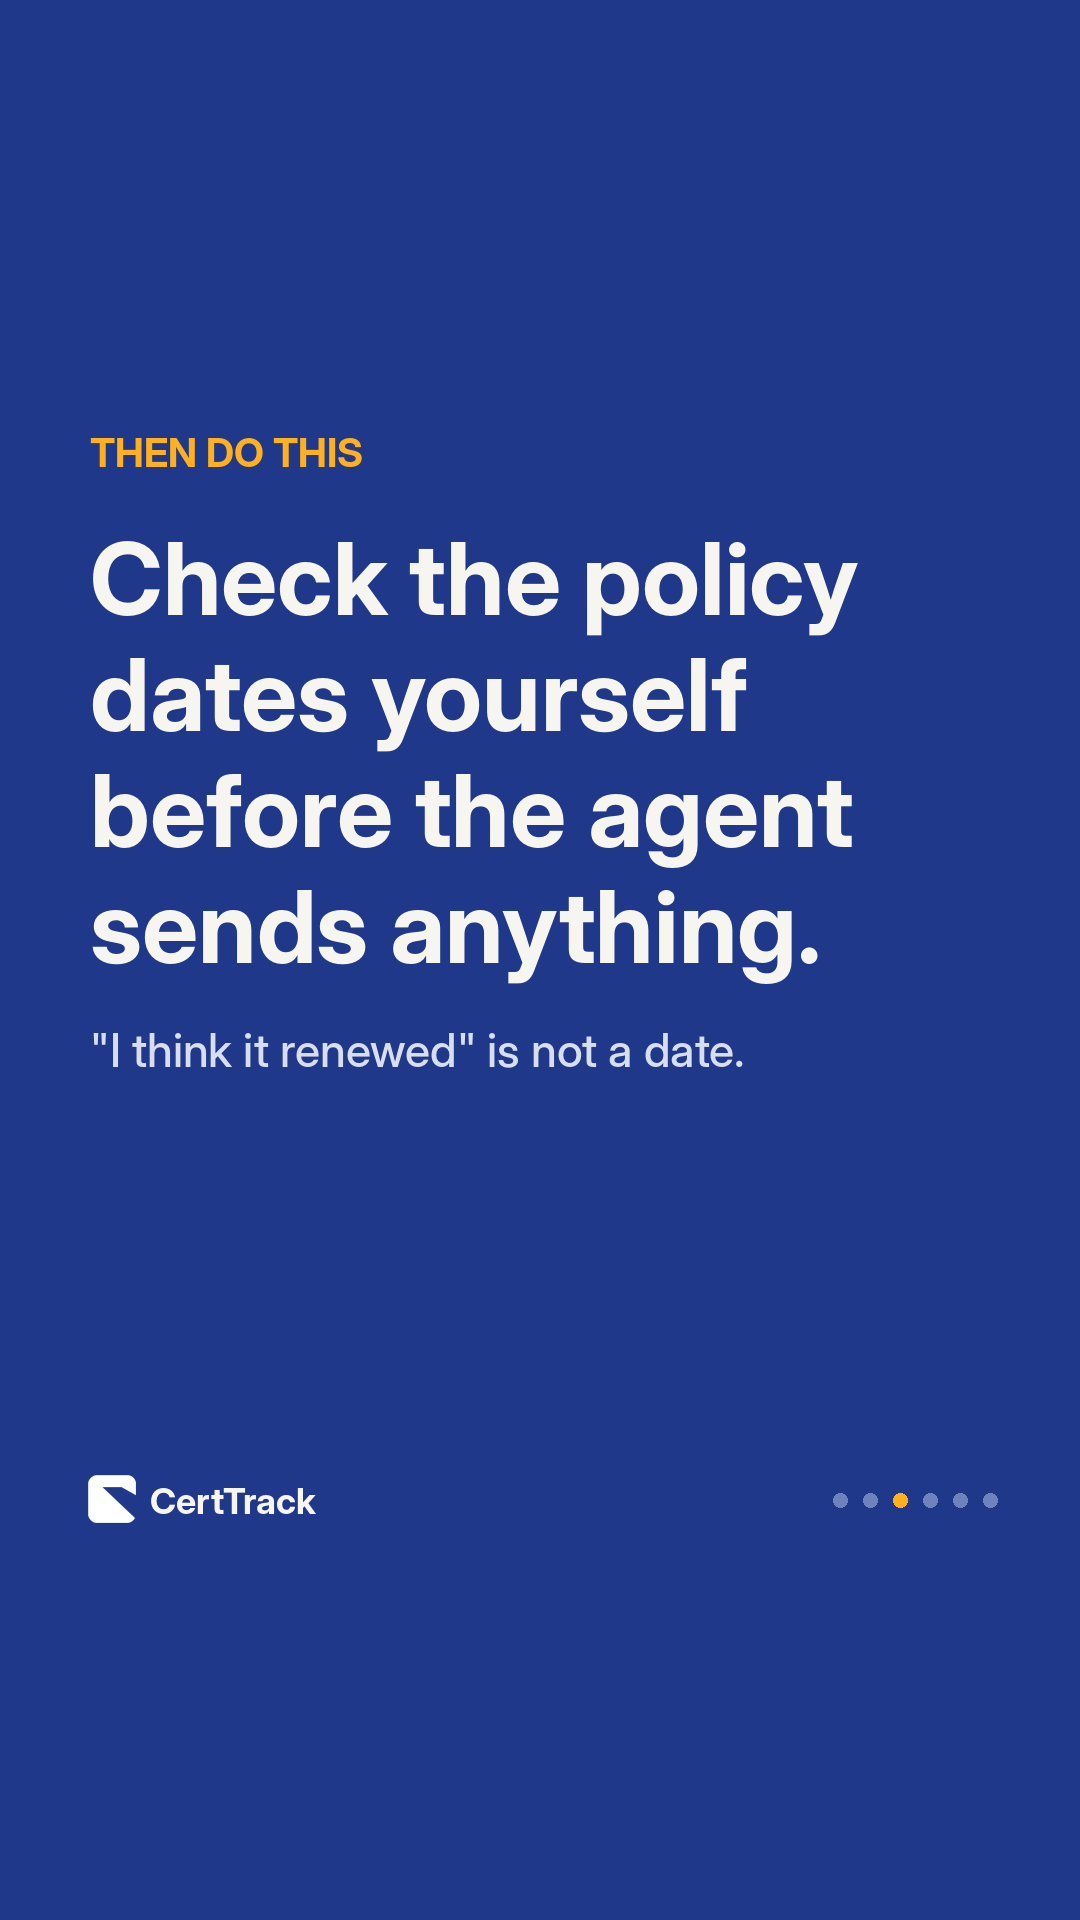 THEN DO THIS
Check the policy
dates yourself
before the agent
sends anything.
"I think it renewed" is not a date.
CertTrack